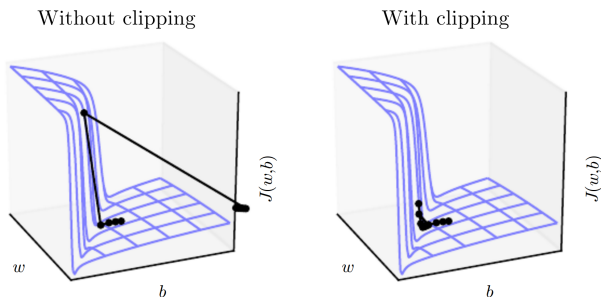 Without clipping
With clipping
J(w,b)
J(w,b)
w
w
b
b